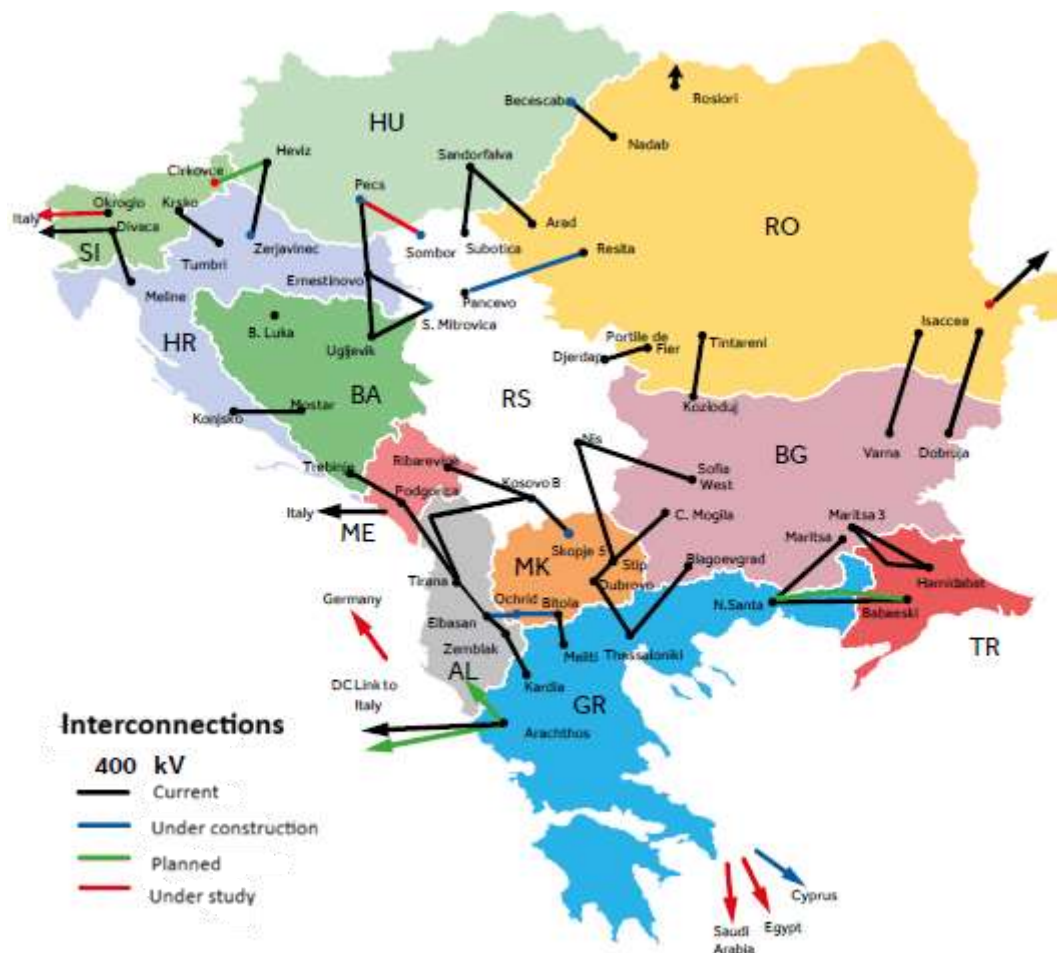 Rosiori
Becescab
HU
Nadab
Sandorfalva
Heviz
Cirkovce
Pecs
Krsko
Okroglo
Italy
Divaca
SI
Arad
RO
Resita
Sombor
Subotica
Zerjavinec
Tumbri
Ernestinovo
Meline
Pancevo
S. Mitrovica
Isaccea
B. Luka
HR
Ugljevik
Portile de
Fier
Tintareni
Djerdap
BA
RS
Kozloduj
Mostar
Konjsko
Nis
BG
Varna
Dobruja
Trebinje
Ribarevine
Sofia
West
Kosovo B
Podgorica
Italy
ME
C. Mogila
Maritsa 3
Maritsa
Skopje 5
Stip
Blagoevgrad
MK
Hamidabat
Tirana
Dubrovo
Ochrid
Bitola
N.Santa
Babaeski
Germany
Elbasan
Zemblak
Meliti
Thessaloniki
TR
AL
DC Link to
Italy
Kardia
GR
Arachthos
Interconnections
400 kV
Current
Under construction
Planned
Under study
Cyprus
Egypt
Saudi
Arabia